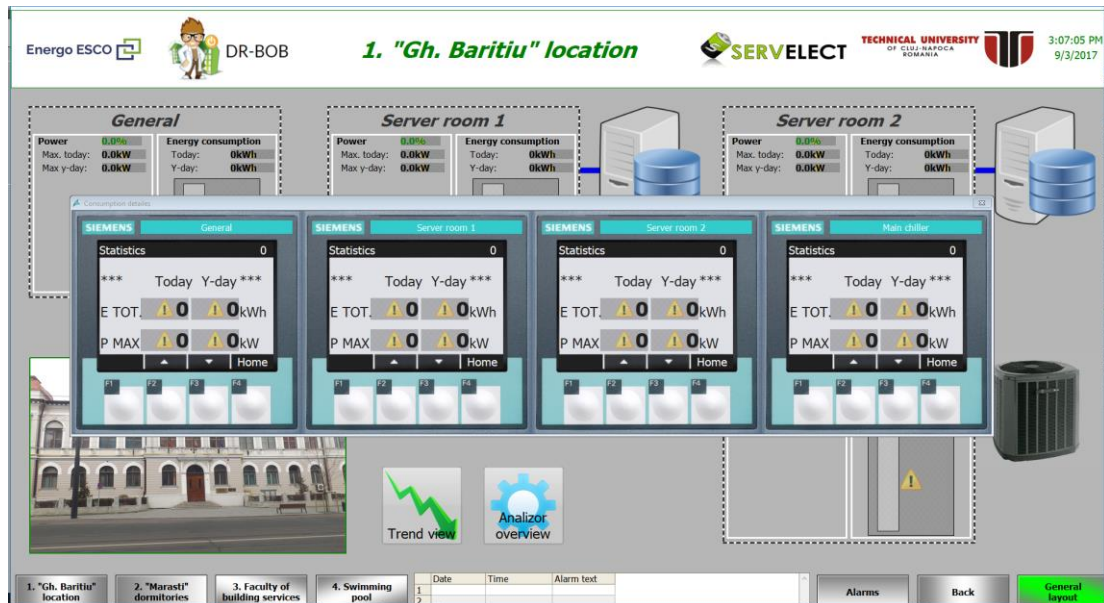 Energo ESCO
DR-BOB
1. "Gh. Baritiu" location
SERVELECT
TECHNICAL UNIVERSITY
OF CLUJ-NAPOCA
ROMANIA
3:07:05 PM
9/3/2017
General
Power 0.0% Energy consumption
Max. today: 0.0kW Today: 0kWh
Max y-day: 0.0kW Y-day: 0kWh
Server room 1
Power 0.0% Energy consumption
Max. today: 0.0kW Today: 0kWh
Max y-day: 0.0kW Y-day: 0kWh
Server room 2
Power 0.0% Energy consumption
Max. today: 0.0kW Today: 0kWh
Max y-day: 0.0kW Y-day: 0kWh
Consumption details
SIEMENS General
Statistics 0
*** Today Y-day ***
E TOT. 0 0 kWh
P MAX 0 0 kW
Home
F1 F2 F3 F4
SIEMENS Server room 1
Statistics 0
*** Today Y-day ***
E TOT. 0 0 kWh
P MAX 0 0 kW
Home
F1 F2 F3 F4
SIEMENS Server room 2
Statistics 0
*** Today Y-day ***
E TOT. 0 0 kWh
P MAX 0 0 kW
Home
F1 F2 F3 F4
SIEMENS Main chiller
Statistics 0
*** Today Y-day ***
E TOT. 0 0 kWh
P MAX 0 0 kW
Home
F1 F2 F3 F4
Trend view
Analizor
overview
1. "Gh. Baritiu"
location
2. "Marasti"
dormitories
3. Faculty of
building services
4. Swimming
pool
Date Time Alarm text
1
2
Alarms
Back
General
layout